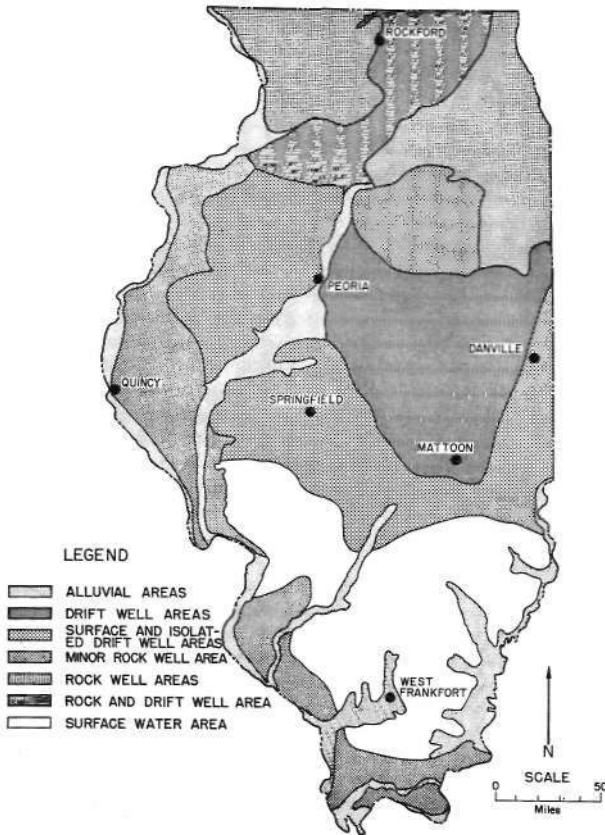 ROCKFORD
PEORIA
DANVILLE
QUINCY
SPRINGFIELD
MATTOON
LEGEND
ALLUVIAL AREAS
DRIFT WELL AREAS
SURFACE AND ISOLAT-
ED DRIFT WELL AREAS
MINOR ROCK WELL AREA
ROCK WELL AREAS
ROCK AND DRIFT WELL AREA
SURFACE WATER AREA
WEST
FRANKFORT
N
SCALE
0 50
Miles